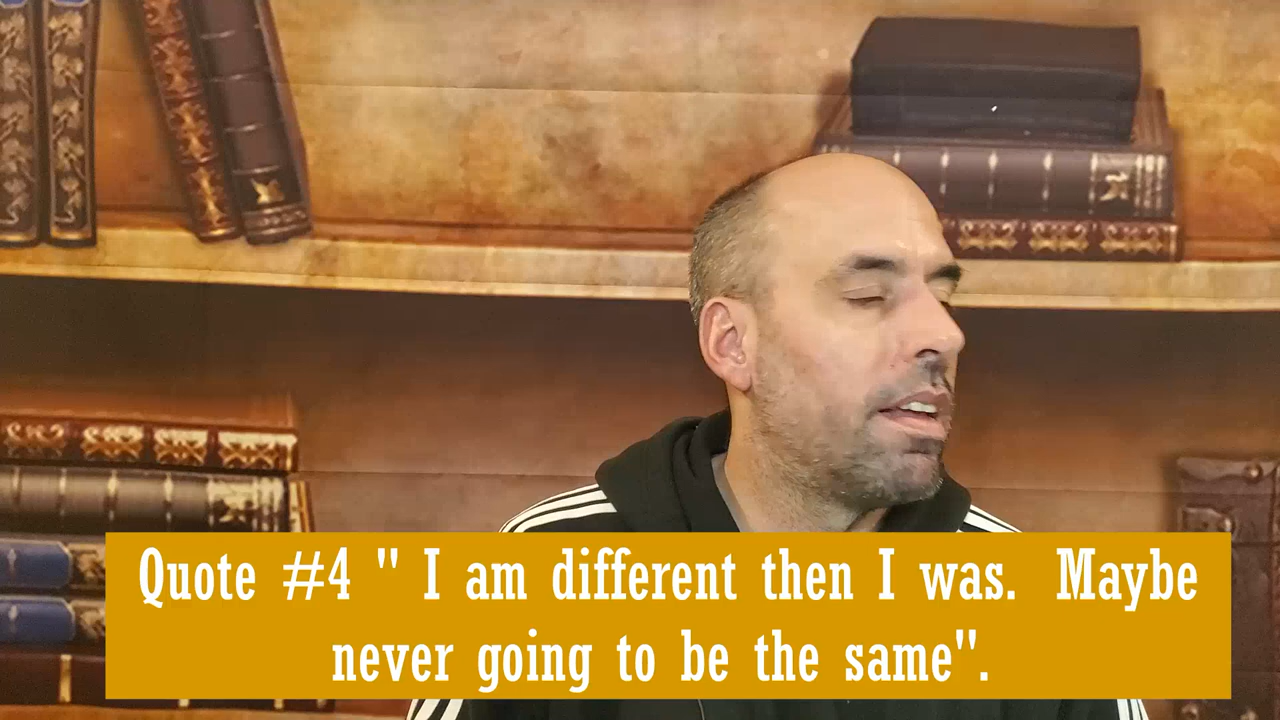 Quote #4 " I am different then I was.  Maybe
never going to be the same".